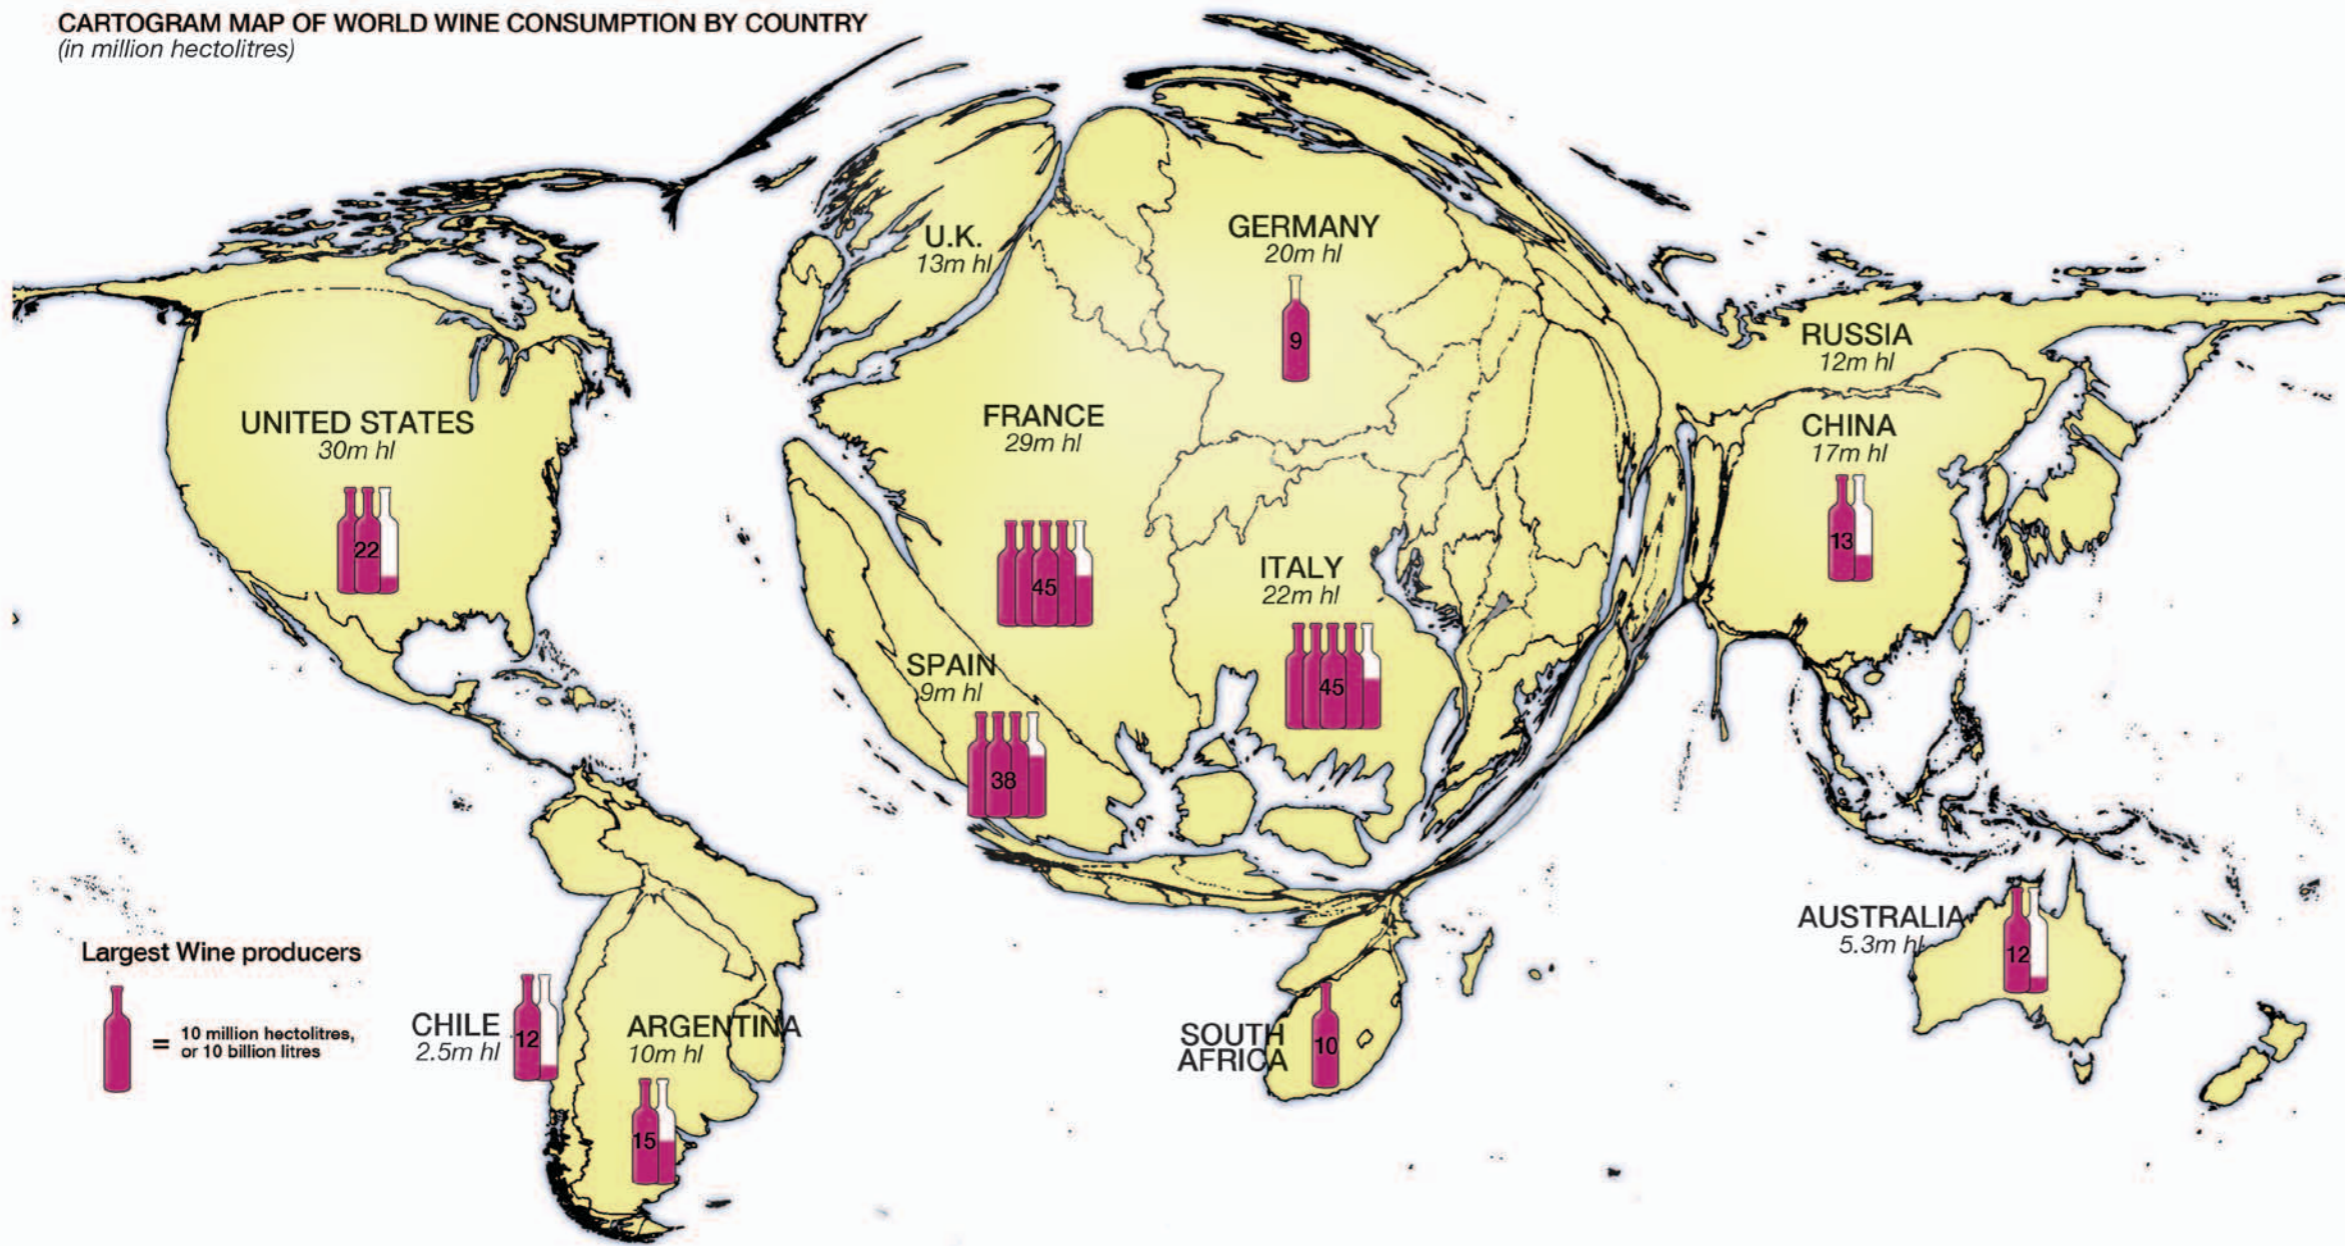 CARTOGRAM MAP OF WORLD WINE CONSUMPTION BY COUNTRY
(in million hectolitres)
U.K.
13m hl
GERMANY
20m hl
9
RUSSIA
12m hl
UNITED STATES
30m hl
22
FRANCE
29m hl
45
CHINA
17m hl
13
ITALY
22m hl
45
SPAIN
9m hl
38
AUSTRALIA
5.3m hl
12
Largest Wine producers
= 10 million hectolitres,
or 10 billion litres
CHILE
2.5m hl
12
ARGENTINA
10m hl
15
SOUTH
AFRICA
10